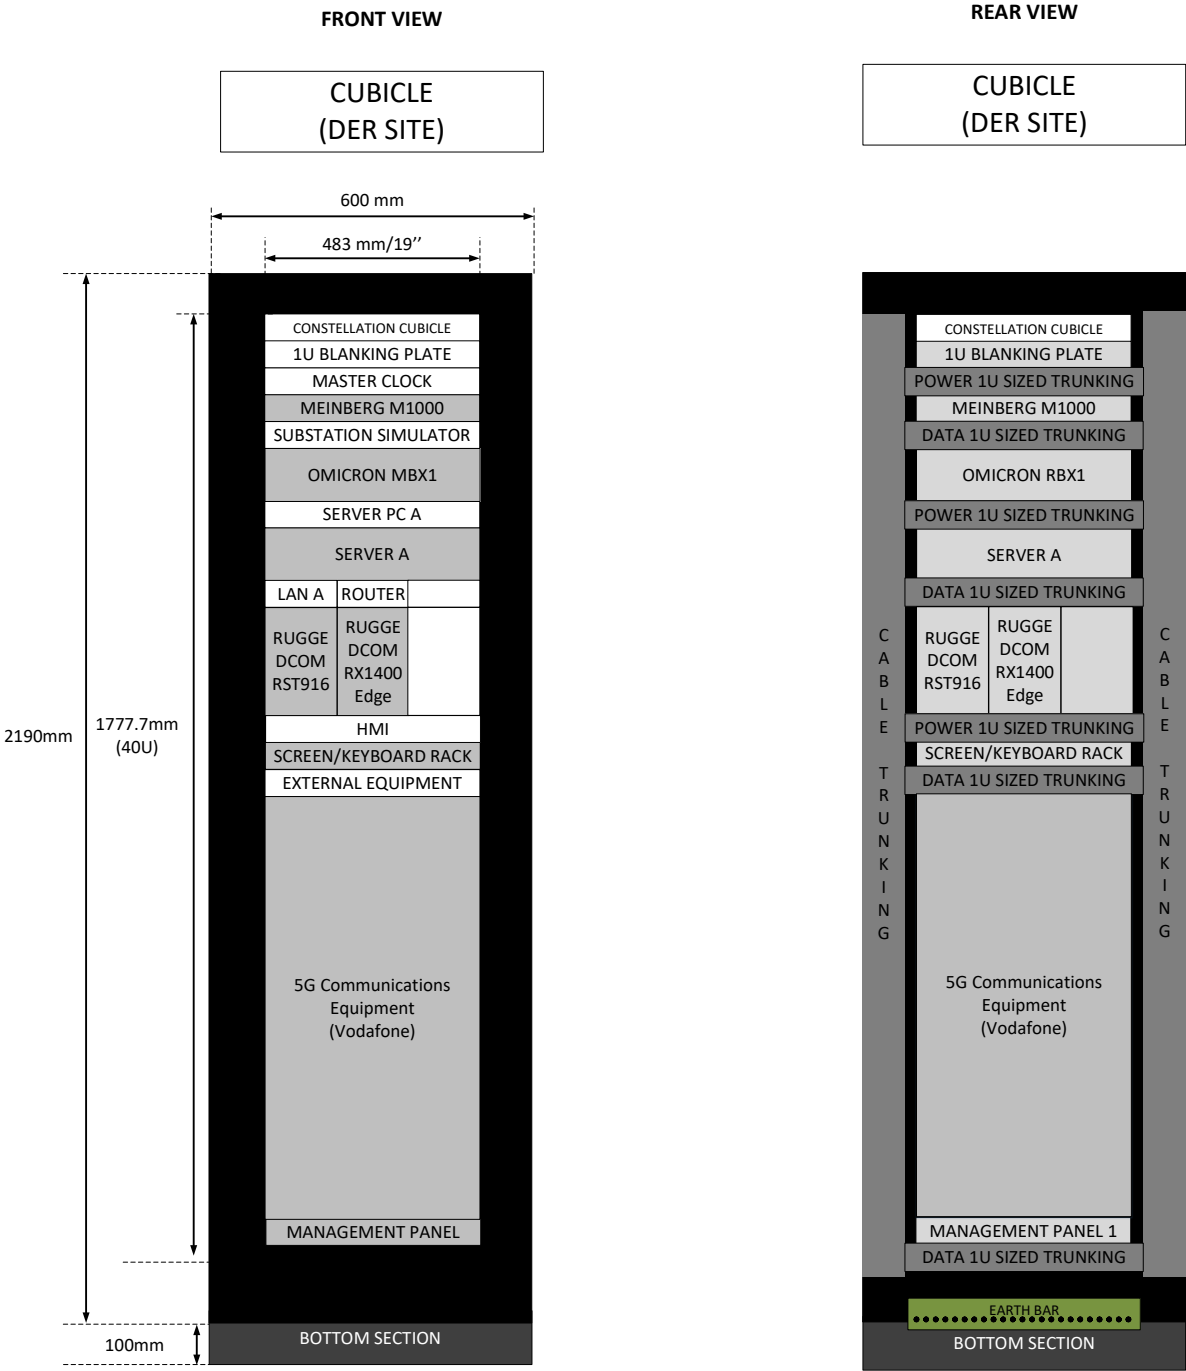 FRONT VIEW
CUBICLE
(DER SITE)
600 mm
483 mm/19’’
CONSTELLATION CUBICLE
1U BLANKING PLATE
MASTER CLOCK
MEINBERG M1000
SUBSTATION SIMULATOR
OMICRON MBX1
SERVER PC A
SERVER A
LAN A
ROUTER
RUGGE
DCOM
RST916
RUGGE
DCOM
RX1400
Edge
HMI
SCREEN/KEYBOARD RACK
EXTERNAL EQUIPMENT
5G Communications
Equipment
(Vodafone)
MANAGEMENT PANEL
BOTTOM SECTION
2190mm
1777.7mm
(40U)
100mm
REAR VIEW
CUBICLE
(DER SITE)
CONSTELLATION CUBICLE
1U BLANKING PLATE
POWER 1U SIZED TRUNKING
MEINBERG M1000
DATA 1U SIZED TRUNKING
OMICRON RBX1
POWER 1U SIZED TRUNKING
SERVER A
DATA 1U SIZED TRUNKING
RUGGE
DCOM
RST916
RUGGE
DCOM
RX1400
Edge
POWER 1U SIZED TRUNKING
SCREEN/KEYBOARD RACK
DATA 1U SIZED TRUNKING
5G Communications
Equipment
(Vodafone)
MANAGEMENT PANEL 1
DATA 1U SIZED TRUNKING
EARTH BAR
BOTTOM SECTION
CABLE TRUNKING
CABLE TRUNKING